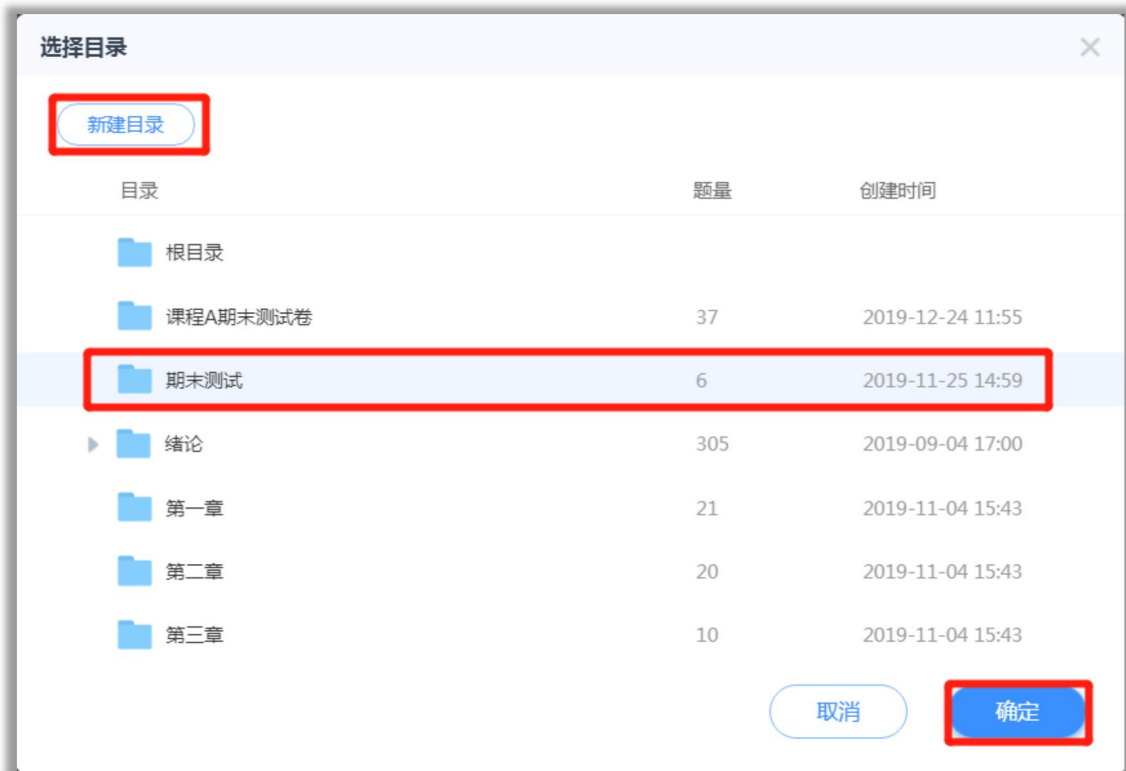 选择目录
新建目录
目录 题量 创建时间
根目录
课程A期末测试卷 37 2019-12-24 11:55
期末测试 6 2019-11-25 14:59
绪论 305 2019-09-04 17:00
第一章 21 2019-11-04 15:43
第二章 20 2019-11-04 15:43
第三章 10 2019-11-04 15:43
取消 确定